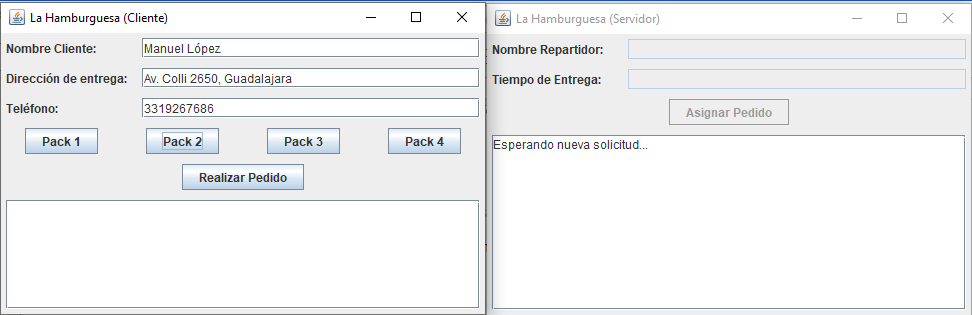 La Hamburguesa (Cliente)
Nombre Cliente: Manuel López
Dirección de entrega: Av. Colli 2650, Guadalajara
Teléfono: 3319267686
Pack 1 Pack 2 Pack 3 Pack 4
Realizar Pedido
La Hamburguesa (Servidor)
Nombre Repartidor:
Tiempo de Entrega:
Asignar Pedido
Esperando nueva solicitud...